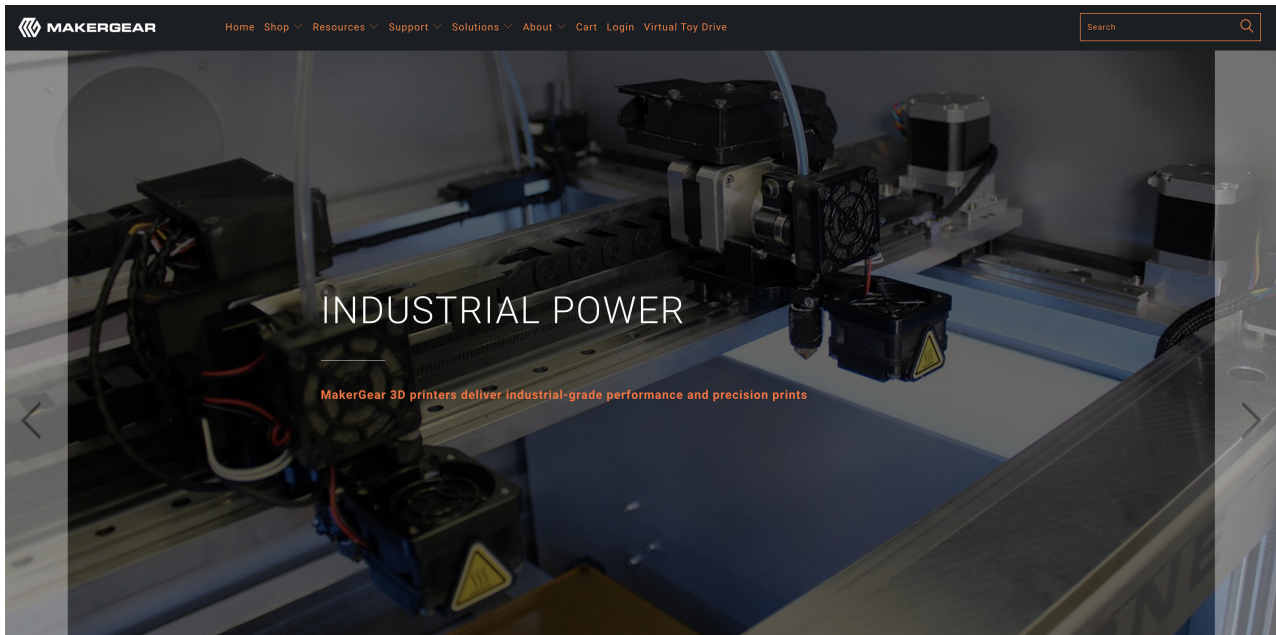 MAKERGEAR
Home Shop Resources Support Solutions About Cart Login Virtual Toy Drive
Search
INDUSTRIAL POWER
MakerGear 3D printers deliver industrial-grade performance and precision prints